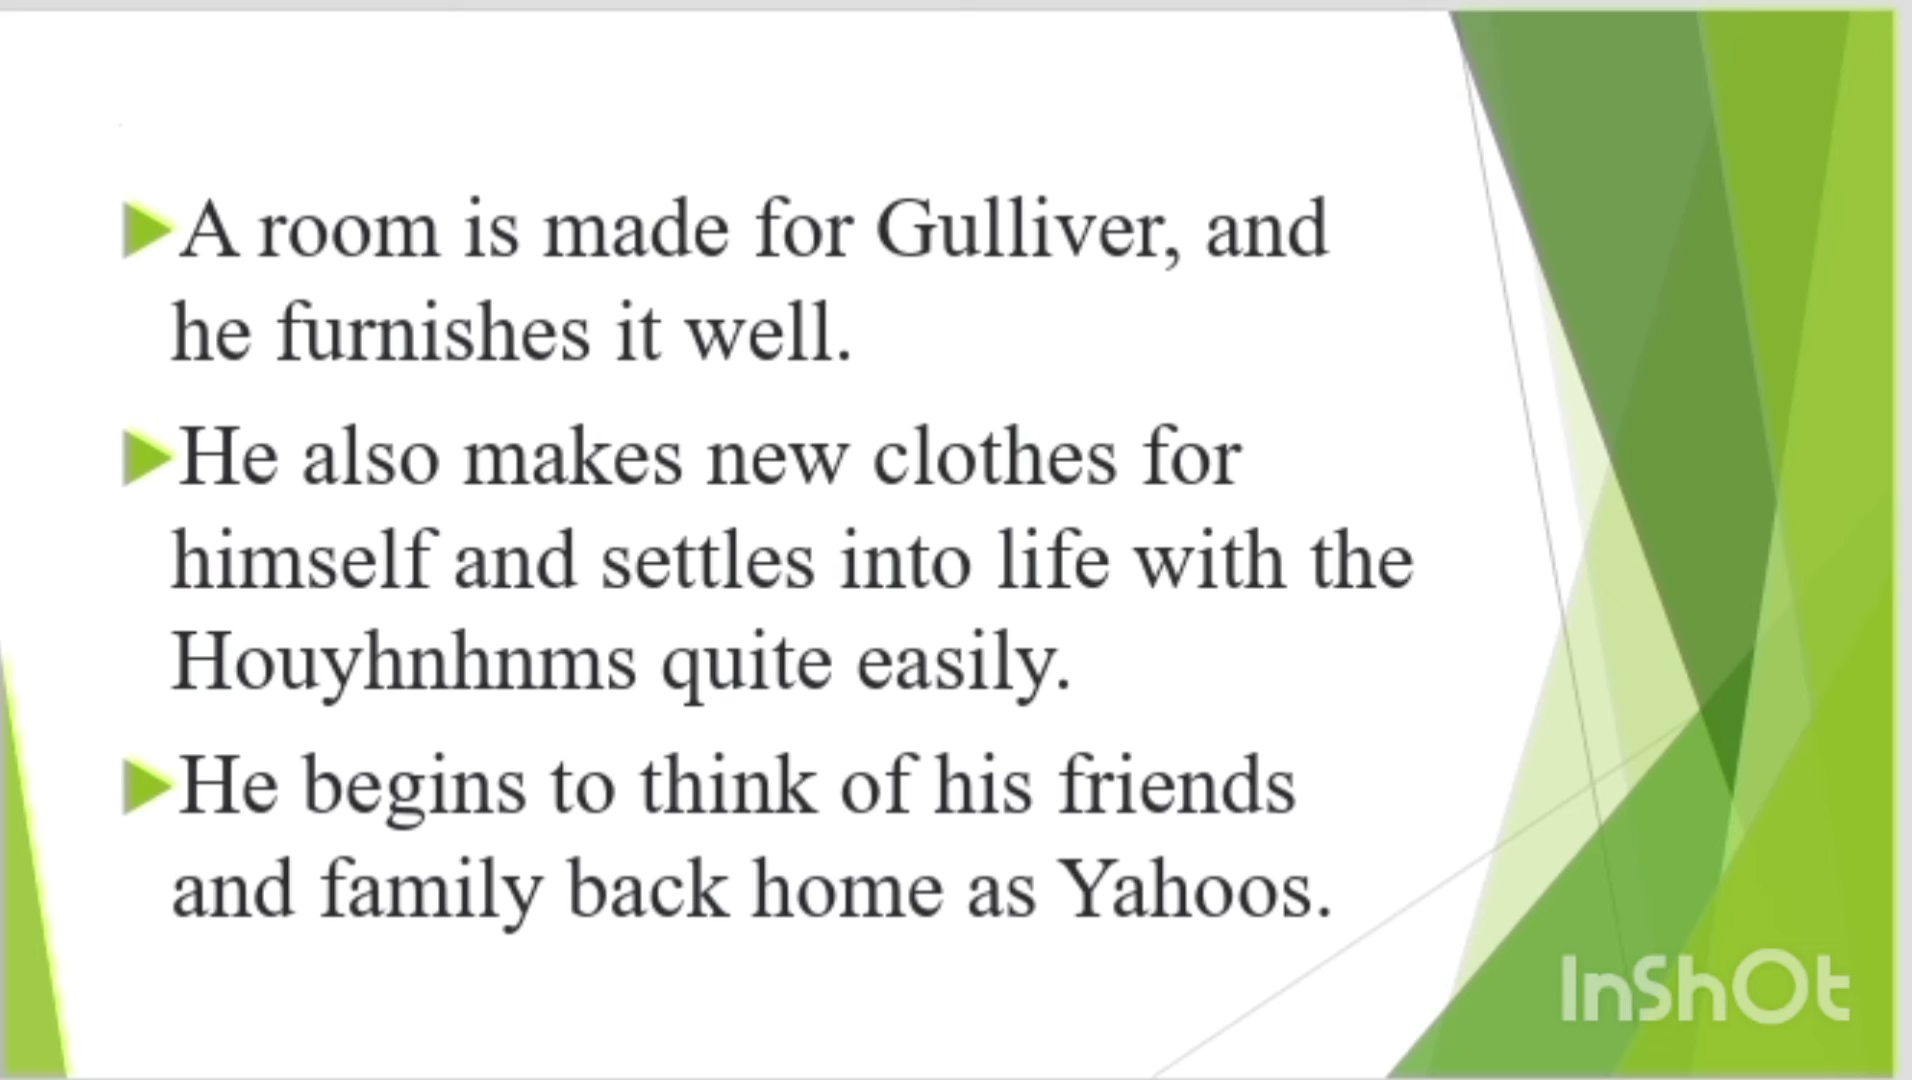 A room is made for Gulliver, and
he furnishes it well.
He also makes new clothes for
himself and settles into life with the
Houyhnhnms quite easily.
He begins to think of his friends
and family back home as Yahoos.
InShOt